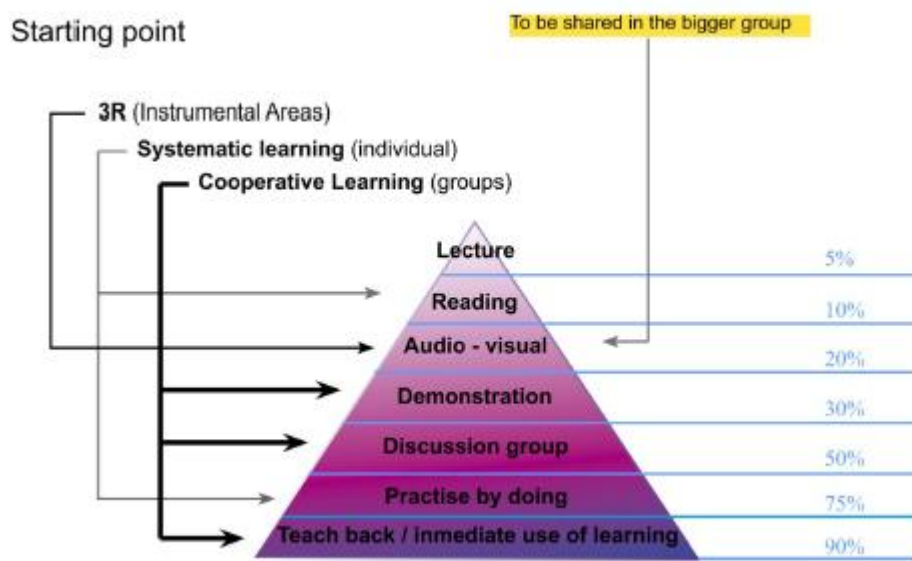 Starting point
To be shared in the bigger group
3R (Instrumental Areas)
Systematic learning (individual)
Cooperative Learning (groups)
Lecture
5%
Reading
10%
Audio - visual
20%
Demonstration
30%
Discussion group
50%
Practise by doing
75%
Teach back / inmediate use of learning
90%